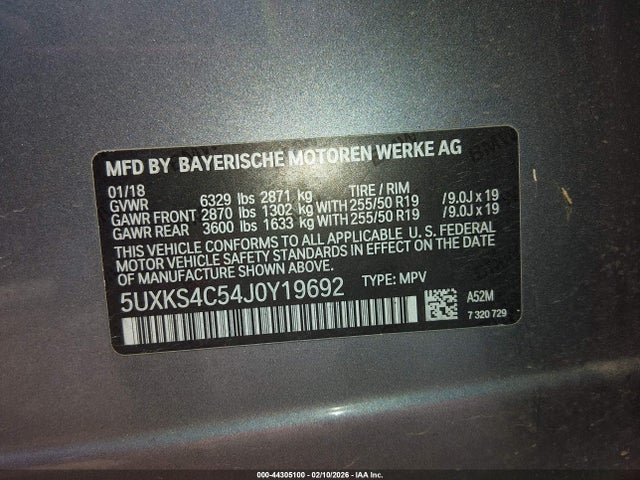 MFD BY BAYERISCHE MOTOREN WERKE AG
01/18 TIRE / RIM
GVWR 6329 lbs 2871 kg
GAWR FRONT 2870 lbs 1302 kg WITH 255/50 R19 /9.0J x 19
GAWR REAR 3600 lbs 1633 kg WITH 255/50 R19 /9.0J x 19
THIS VEHICLE CONFORMS TO ALL APPLICABLE U. S. FEDERAL
MOTOR VEHICLE SAFETY STANDARDS IN EFFECT ON THE DATE
OF MANUFACTURE SHOWN ABOVE.
5UXKS4C54J0Y19692 TYPE: MPV
A52M
7 320 729
000-44305100 - 02/10/2026 - IAA Inc.